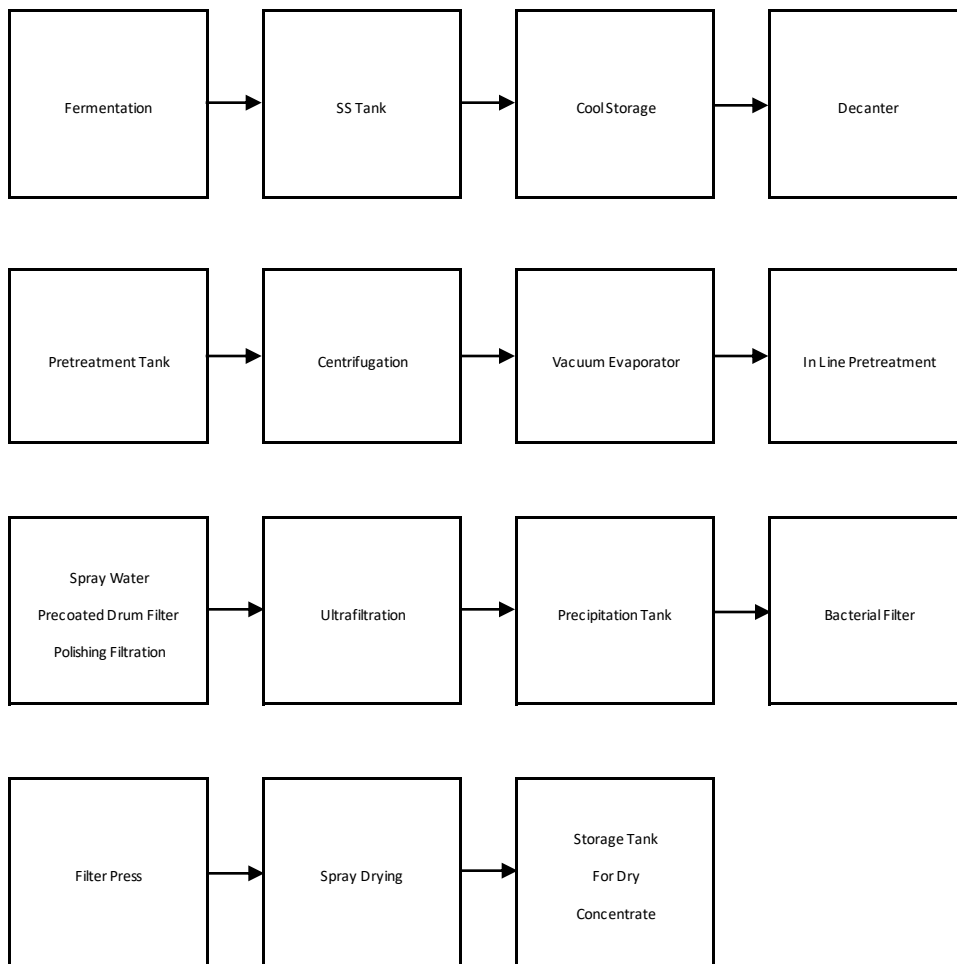 Fermentation
SS Tank
Cool Storage
Decanter
Pretreatment Tank
Centrifugation
Vacuum Evaporator
In Line Pretreatment
Spray Water
Precoated Drum Filter
Polishing Filtration
Ultrafiltration
Precipitation Tank
Bacterial Filter
Filter Press
Spray Drying
Storage Tank
For Dry
Concentrate